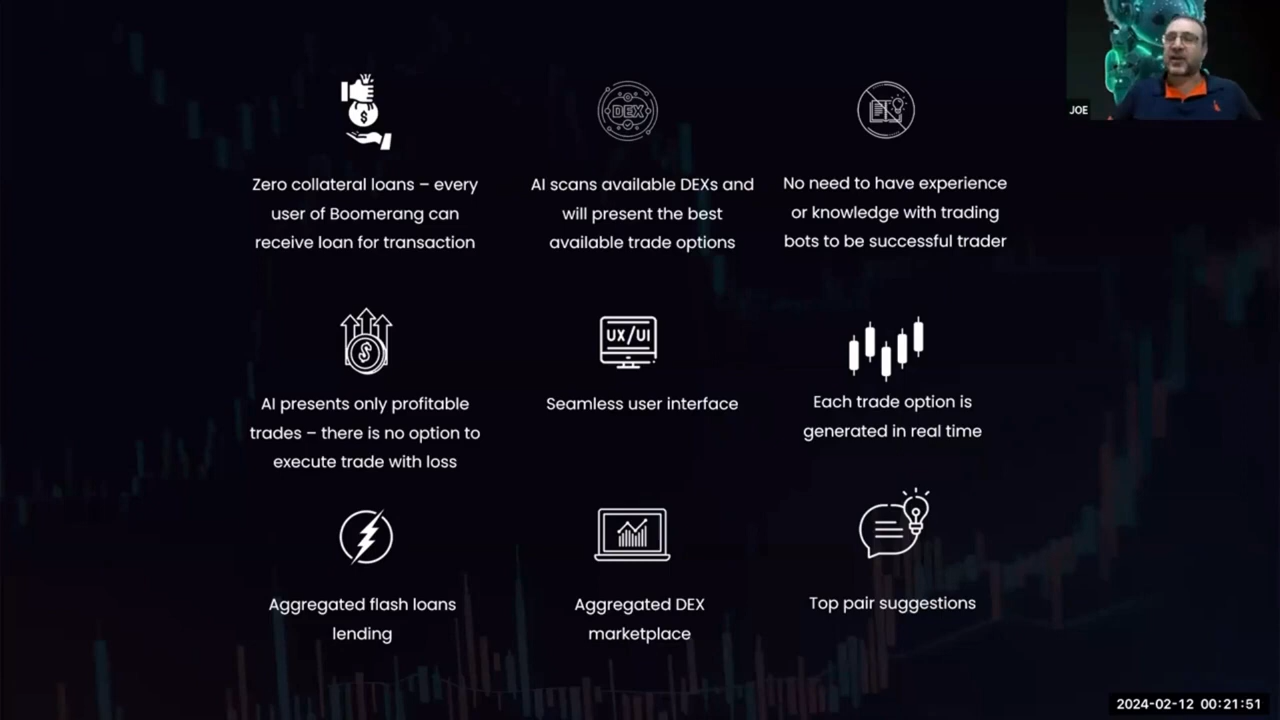 JOE
DEX
Zero collateral loans – every
user of Boomerang can
receive loan for transaction
AI scans available DEXs and
will present the best
available trade options
No need to have experience
or knowledge with trading
bots to be successful trader
UX/UI
AI presents only profitable
trades – there is no option to
execute trade with loss
Seamless user interface
Each trade option is
generated in real time
Aggregated flash loans
lending
Aggregated DEX
marketplace
Top pair suggestions
2024-02-12 00:21:51